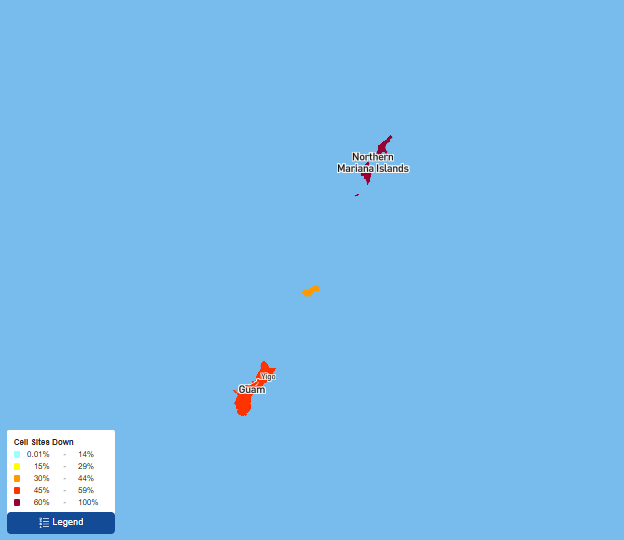 Northern
Mariana Islands
Yigo
Guam
Cell Sites Down
0.01% - 14%
15% - 29%
30% - 44%
45% - 59%
60% - 100%
Legend